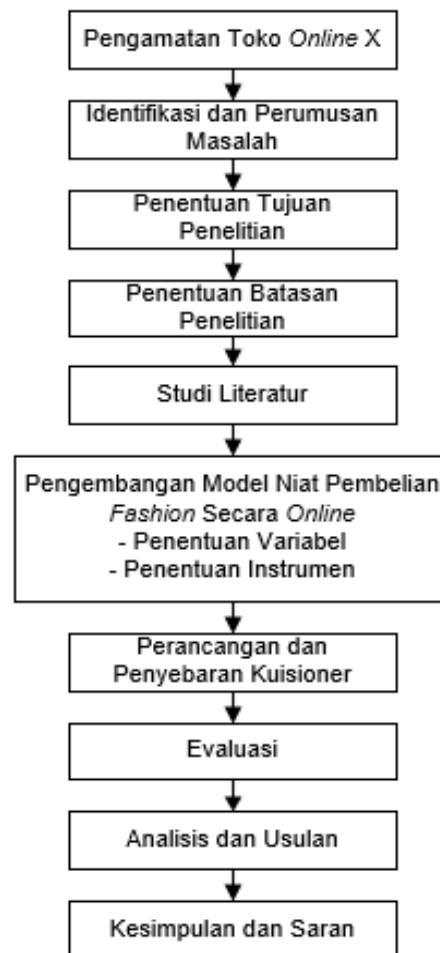 Pengamatan Toko Online X
Identifikasi dan Perumusan
Masalah
Penentuan Tujuan
Penelitian
Penentuan Batasan
Penelitian
Studi Literatur
Pengembangan Model Niat Pembelian
Fashion Secara Online
- Penentuan Variabel
- Penentuan Instrumen
Perancangan dan
Penyebaran Kuisioner
Evaluasi
Analisis dan Usulan
Kesimpulan dan Saran